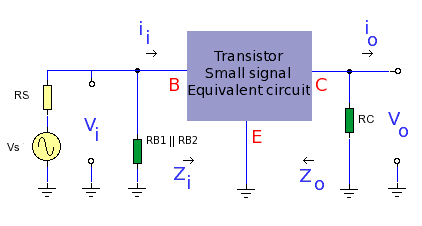 ii
io
Transistor
Small signal
Equivalent circuit
B
C
RS
Vi
RC
Vo
E
RB1 || RB2
Vs
Zi
Zo